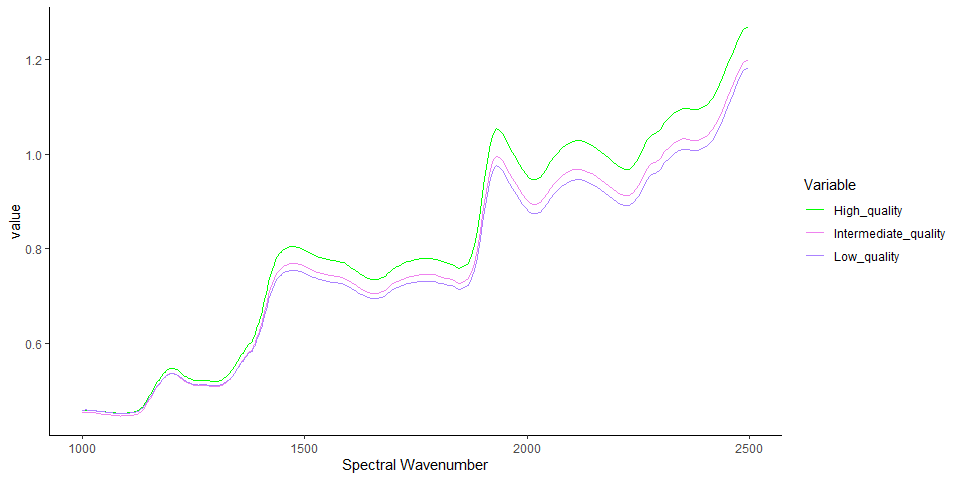 1.2
1.0
0.8
0.6
value
1000
1500
2000
2500
Spectral Wavenumber
Variable
High_quality
Intermediate_quality
Low_quality